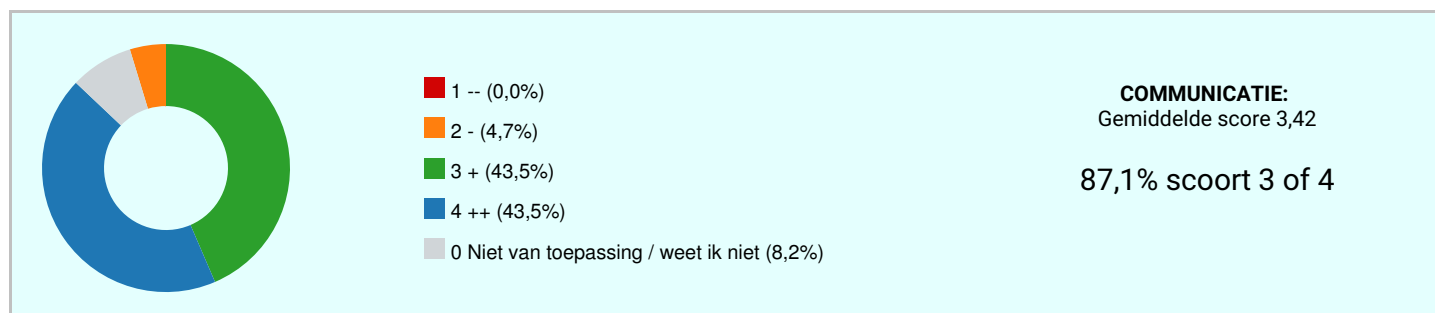 1 -- (0,0%)
2 - (4,7%)
3 + (43,5%)
4 ++ (43,5%)
0 Niet van toepassing / weet ik niet (8,2%)
COMMUNICATIE:
Gemiddelde score 3,42
87,1% scoort 3 of 4